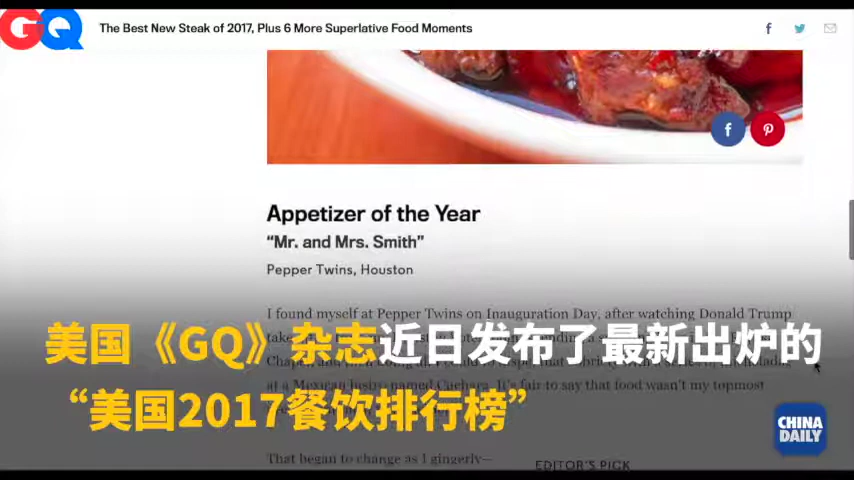 GQ
The Best New Steak of 2017, Plus 6 More Superlative Food Moments
Appetizer of the Year
“Mr. and Mrs. Smith”
Pepper Twins, Houston
I found myself at Pepper Twins on Inauguration Day, after watching Donald Trump
美国《GQ》杂志近日发布了最新出炉的
at a Mexican
named
It's fair to say that food wasn't my topmost
“美国2017餐饮排行榜”
CHINA
DAILY
That began to change as I gingerly—
EDITOR'S PICK